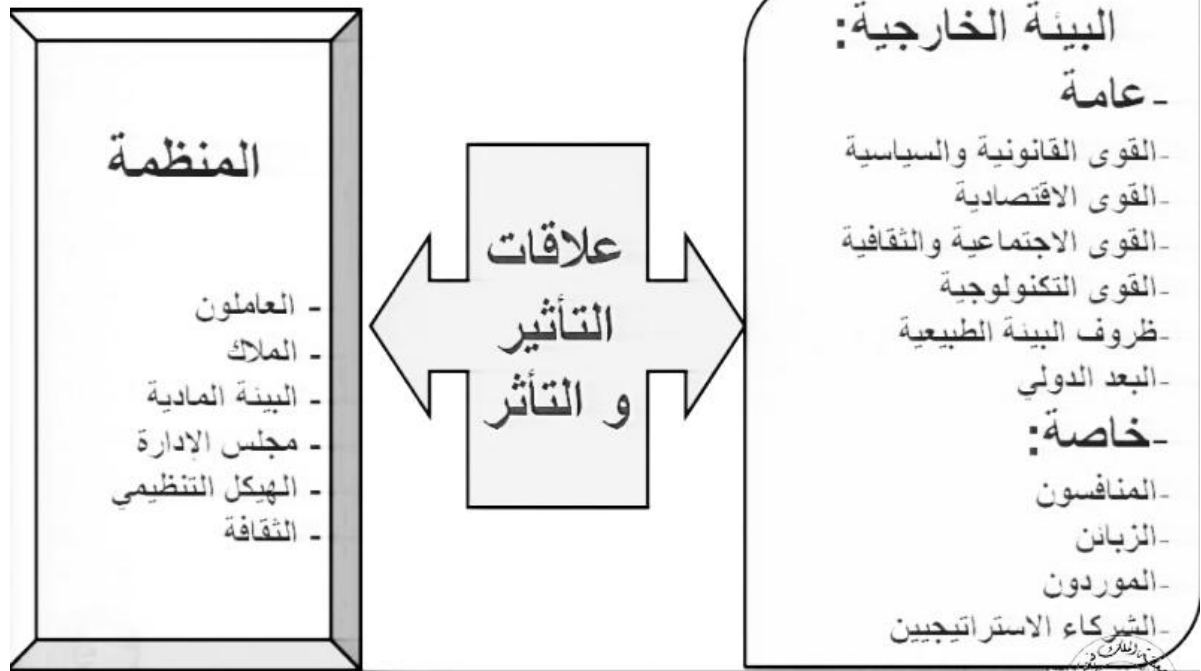 البيئة الخارجية:
-عامة
-القوى القانونية والسياسية
-القوى الاقتصادية
-القوى الاجتماعية والثقافية
-القوى التكنولوجية
-ظروف البيئة الطبيعية
-البعد الدولي
-خاصة:
-المنافسون
-الزبائن
-الموردون
-الشركاء الاستراتيجيين
علاقات
التأثير
و التأثر
المنظمة
- العاملون
- الملاك
- البيئة المادية
- مجلس الإدارة
- الهيكل التنظيمي
- الثقافة